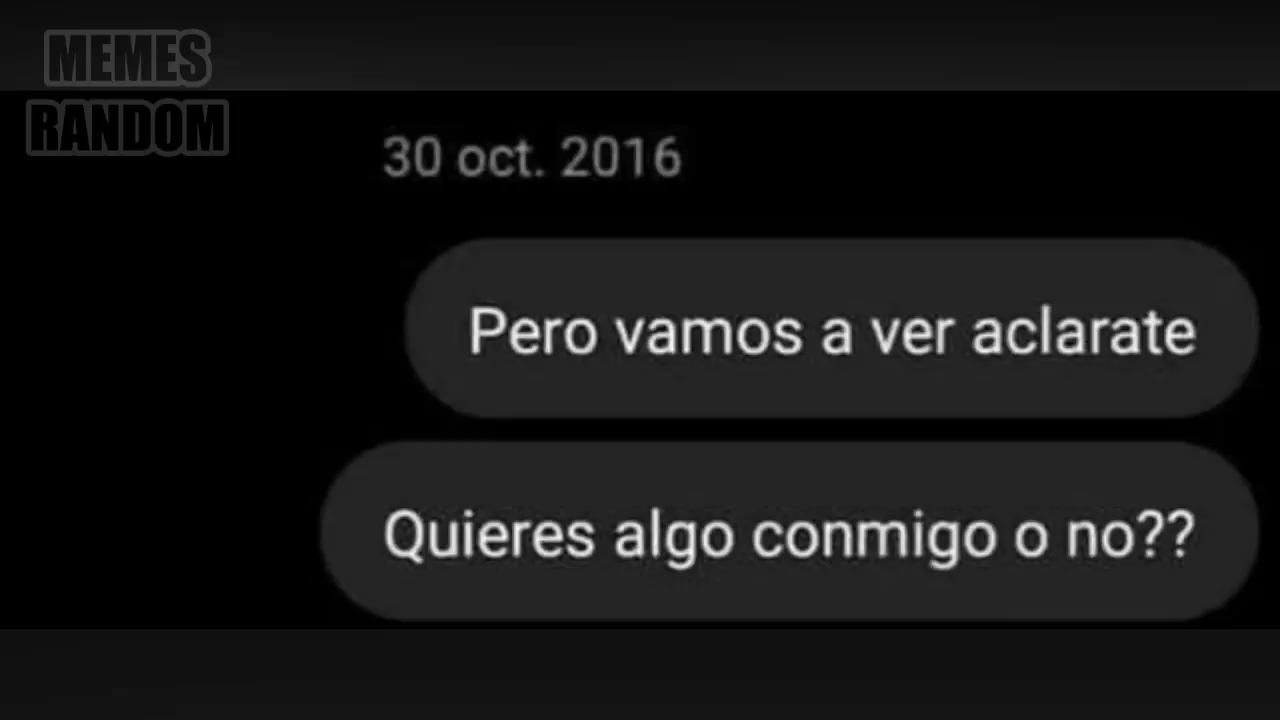 MEMES
RANDOM
30 oct. 2016
Pero vamos a ver aclarate
Quieres algo conmigo o no??